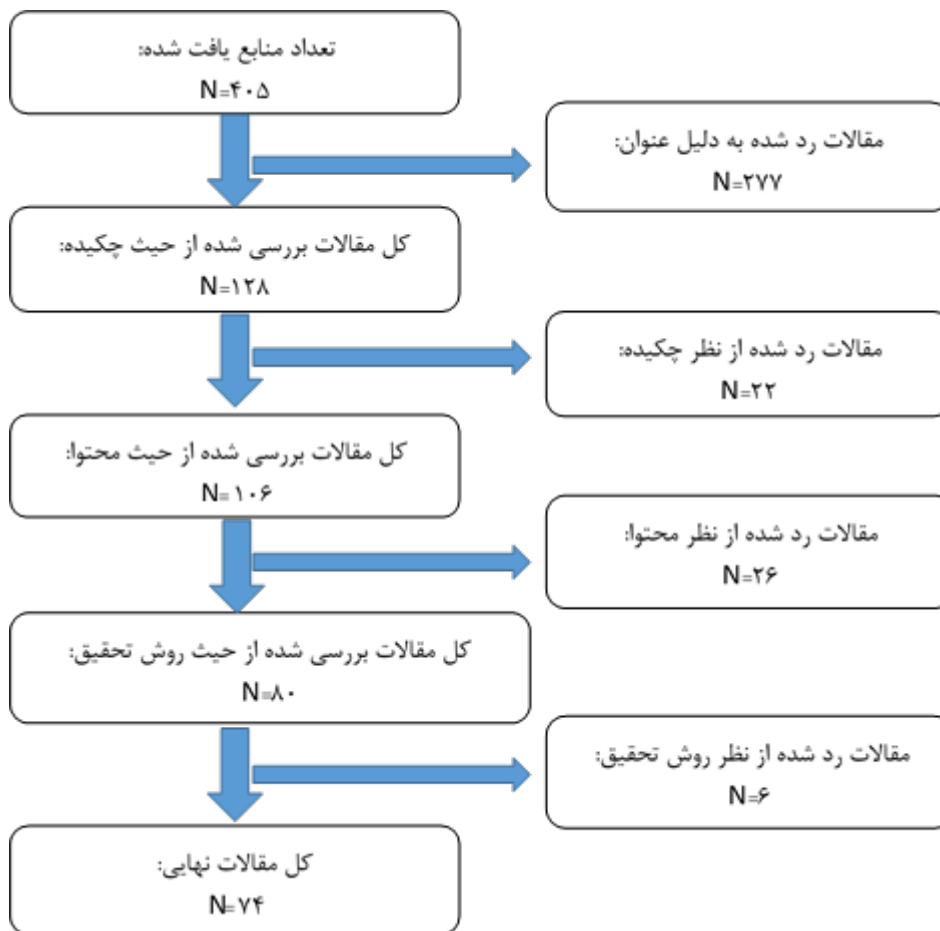 تعداد منابع یافت شده:
N=۴۰۵
مقالات رد شده به دلیل عنوان:
N=۲۷۷
کل مقالات بررسی شده از حیث چکیده:
N=۱۲۸
مقالات رد شده از نظر چکیده:
N=۲۲
کل مقالات بررسی شده از حیث محتوا:
N=۱۰۶
مقالات رد شده از نظر محتوا:
N=۲۶
کل مقالات بررسی شده از حیث روش تحقیق:
N=۸۰
مقالات رد شده از نظر روش تحقیق:
N=۶
کل مقالات نهایی:
N=۷۴